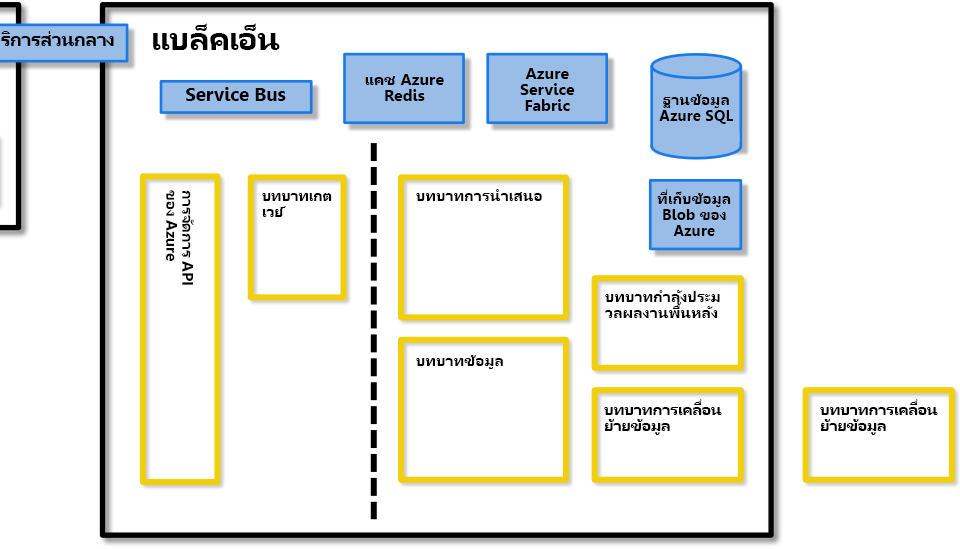 ริการส่วนกลาง
แบล็คเอ็น
Service Bus
แคช Azure
Redis
Azure
Service
Fabric
ฐานข้อมูล
Azure SQL
การจัดการ API
ของ Azure
บทบาทเกต
เวย์
บทบาทการนำเสนอ
ที่เก็บข้อมูล
Blob ของ
Azure
บทบาทกำลังประม
วลผลงานพื้นหลัง
บทบาทข้อมูล
บทบาทการเคลื่อน
ย้ายข้อมูล
บทบาทการเคลื่อน
ย้ายข้อมูล